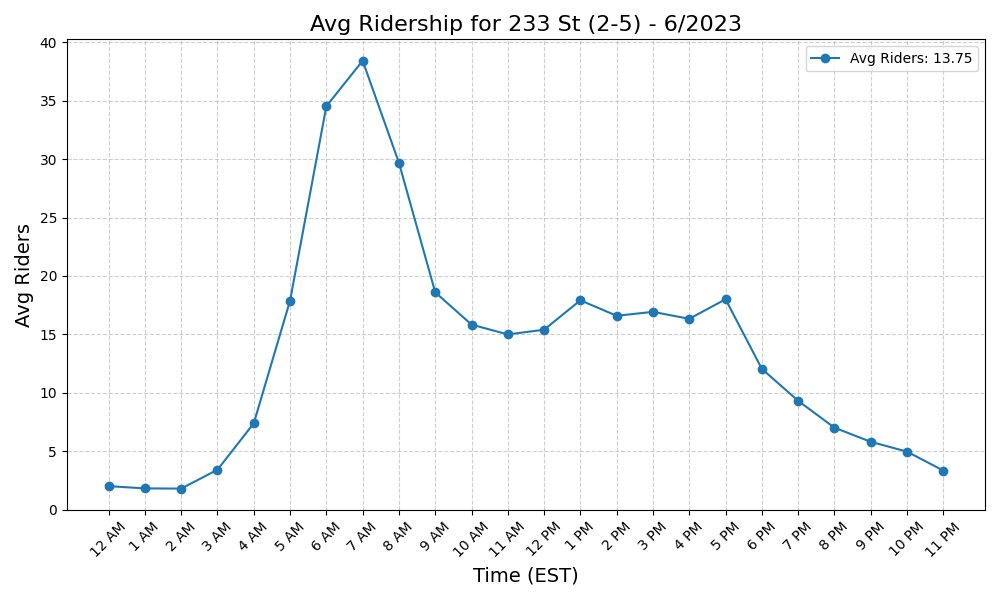 Avg Ridership for 233 St (2-5) - 6/2023
Avg Riders: 13.75
Avg Riders
40
35
30
25
20
15
10
5
0
12 AM
1 AM
2 AM
3 AM
4 AM
5 AM
6 AM
7 AM
8 AM
9 AM
10 AM
11 AM
12 PM
1 PM
2 PM
3 PM
4 PM
5 PM
6 PM
7 PM
8 PM
9 PM
10 PM
11 PM
Time (EST)